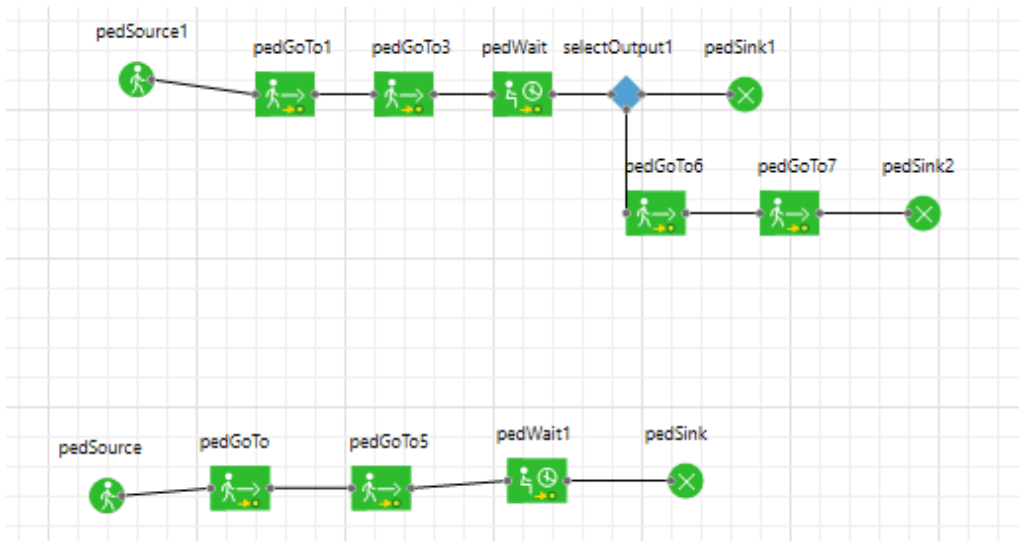 pedSource1
pedGoTo1
pedGoTo3
pedWait
selectOutput1
pedSink1
pedGoTo6
pedGoTo7
pedSink2
pedSource
pedGoTo
pedGoTo5
pedWait1
pedSink